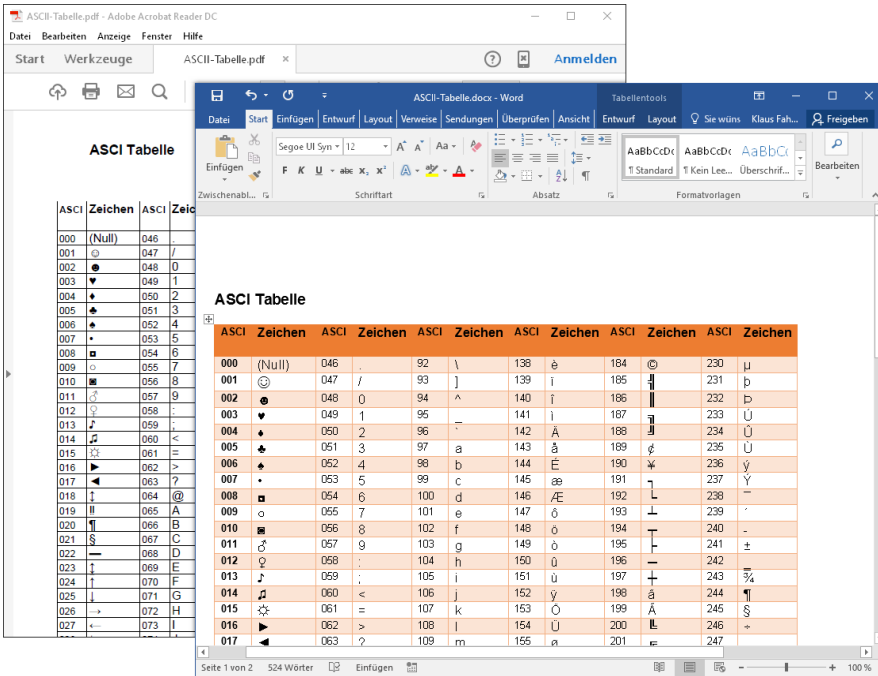 ASCII-Tabelle.pdf - Adobe Acrobat Reader DC
Datei Bearbeiten Anzeige Fenster Hilfe
Start Werkzeuge ASCII-Tabelle.pdf × Anmelden
ASCI Tabelle
ASCI Zeichen ASCI Zeic
000 (Null) 046 .
001 ☺ 047 /
002 ☻ 048 0
003 ♥ 049 1
004 ♦ 050 2
005 ♣ 051 3
006 ♠ 052 4
007 • 053 5
008 ◘ 054 6
009 ○ 055 7
010 ◙ 056 8
011 ♂ 057 9
012 ♀ 058 :
013 ♪ 059 ;
014 ♫ 060 <
015 ☼ 061 =
016 ► 062 >
017 ◄ 063 ?
018 ↕ 064 @
019 ‼ 065 A
020 ¶ 066 B
021 § 067 C
022 ▬ 068 D
023 ↨ 069 E
024 ↑ 070 F
025 ↓ 071 G
026 → 072 H
027 ← 073 I
ASCII-Tabelle.docx - Word Tabellentools
Datei Start Einfügen Entwurf Layout Verweise Sendungen Überprüfen Ansicht Entwurf Layout Sie wüns Klaus Fah... Freigeben
Einfügen
Segoe UI Syn 12 Aa
F K U abc x₂ x² A aby A
AaBbCcDc AaBbCcDc AaBbCc
¶ Standard ¶ Kein Lee... Überschrif...
Bearbeiten
Zwischenabl... Schriftart Absatz Formatvorlagen
ASCI Tabelle
ASCI Zeichen ASCI Zeichen ASCI Zeichen ASCI Zeichen ASCI Zeichen ASCI Zeichen
000 (Null) 046 . 92 \ 138 è 184 © 230 µ
001 ☺ 047 / 93 ] 139 ï 185 ╣ 231 þ
002 ☻ 048 0 94 ^ 140 î 186 ║ 232 Þ
003 ♥ 049 1 95 _ 141 ì 187 ╗ 233 Ú
004 ♦ 050 2 96 ` 142 Ä 188 ╝ 234 Û
005 ♣ 051 3 97 a 143 å 189 ¢ 235 Ù
006 ♠ 052 4 98 b 144 É 190 ¥ 236 ý
007 • 053 5 99 c 145 æ 191 ┐ 237 Ý
008 ◘ 054 6 100 d 146 Æ 192 └ 238 ¯
009 ○ 055 7 101 e 147 ô 193 ┴ 239 ´
010 ◙ 056 8 102 f 148 ö 194 ┬ 240 -
011 ♂ 057 9 103 g 149 ò 195 ├ 241 ±
012 ♀ 058 : 104 h 150 û 196 ─ 242 ‗
013 ♪ 059 ; 105 i 151 ù 197 ┼ 243 ¾
014 ♫ 060 < 106 j 152 ÿ 198 ã 244 ¶
015 ☼ 061 = 107 k 153 Ö 199 Ã 245 §
016 ► 062 > 108 l 154 Ü 200 ╚ 246 ÷
017 ◄ 063 ? 109 m 155 ø 201 ╔ 247
Seite 1 von 2 524 Wörter Einfügen 100 %